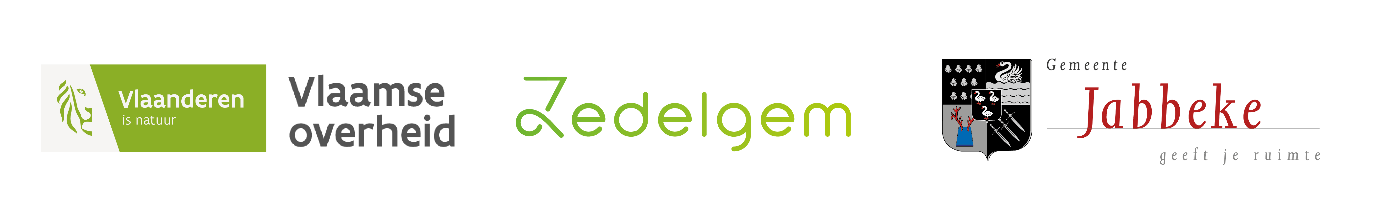 Vlaanderen
is natuur
Vlaamse
overheid
Zedelgem
Gemeente
Jabbeke
geeft je ruimte